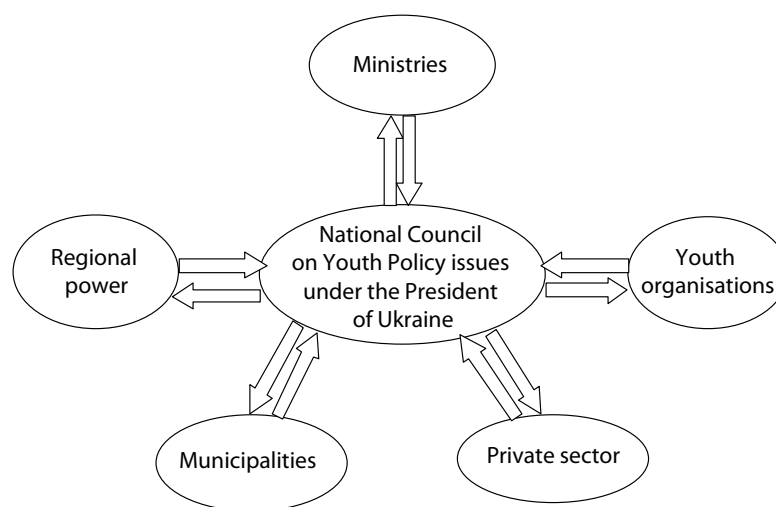 Ministries
Regional
power
National Council
on Youth Policy issues
under the President
of Ukraine
Youth
organisations
Municipalities
Private sector